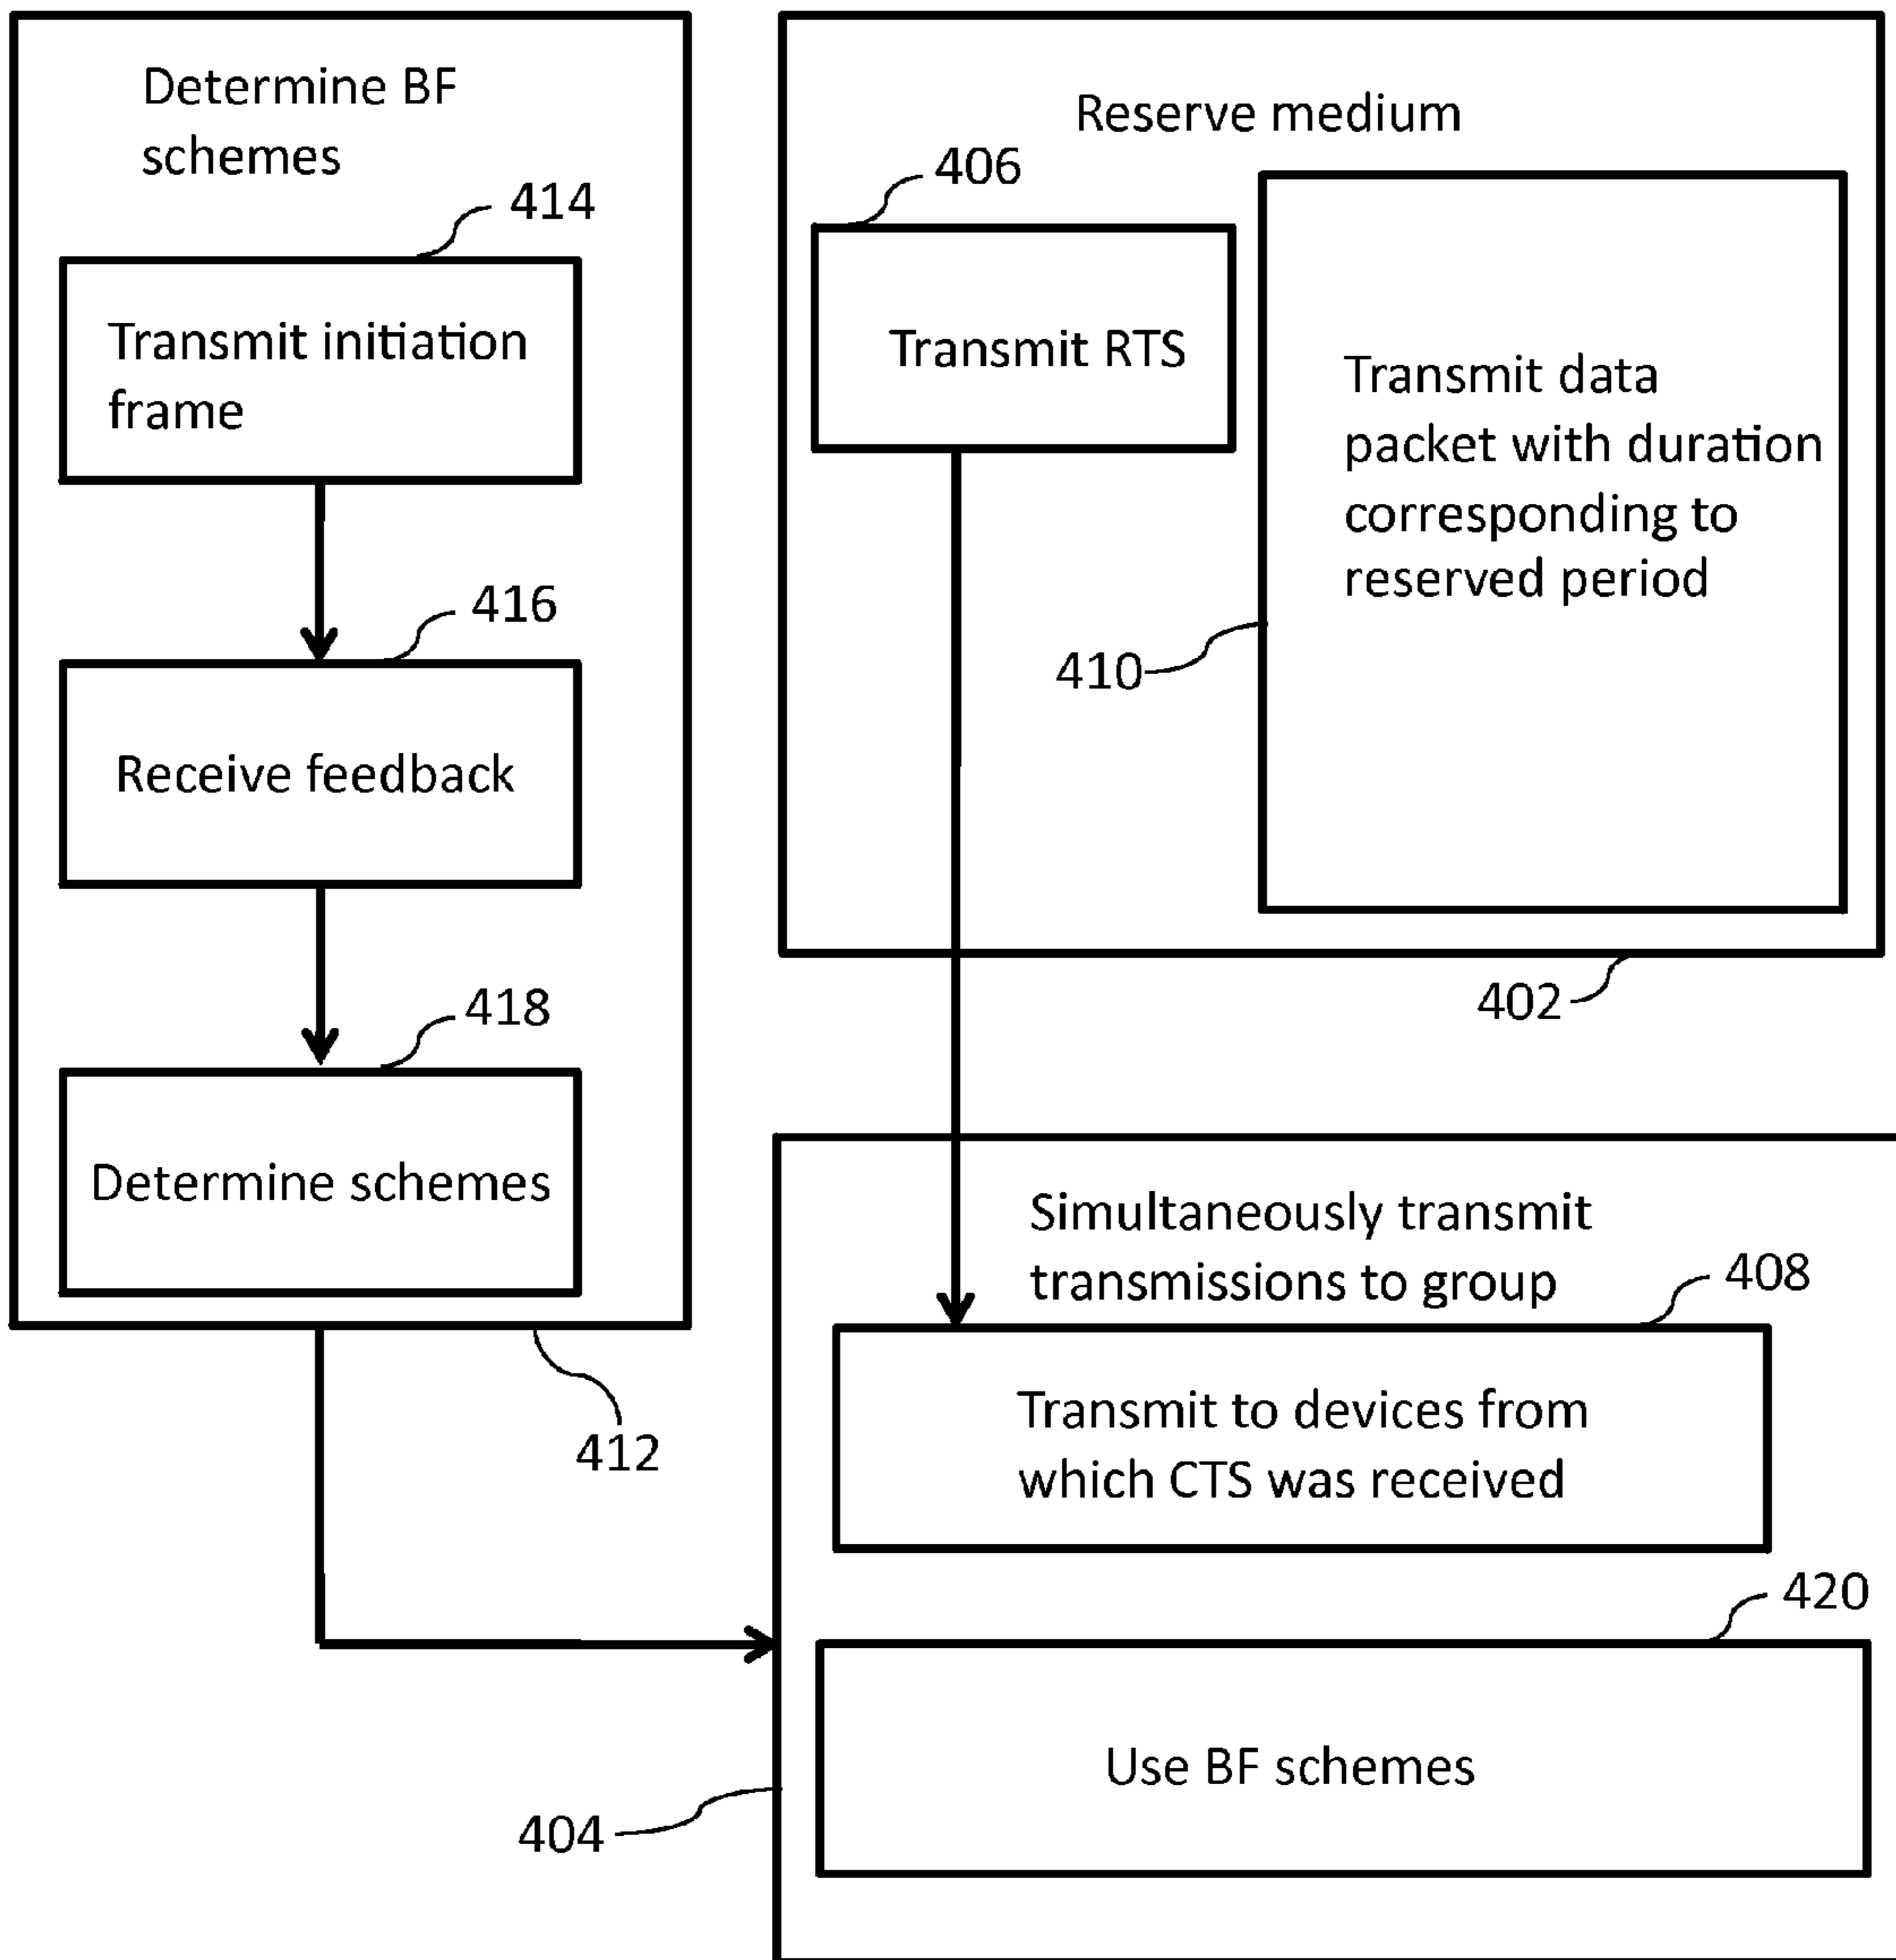 Determine BF
schemes
414
Transmit initiation
frame
416
Receive feedback
418
Determine schemes
412
Reserve medium
406
Transmit RTS
Transmit data
packet with duration
corresponding to
reserved period
410
402
Simultaneously transmit
transmissions to group
408
Transmit to devices from
which CTS was received
420
Use BF schemes
404